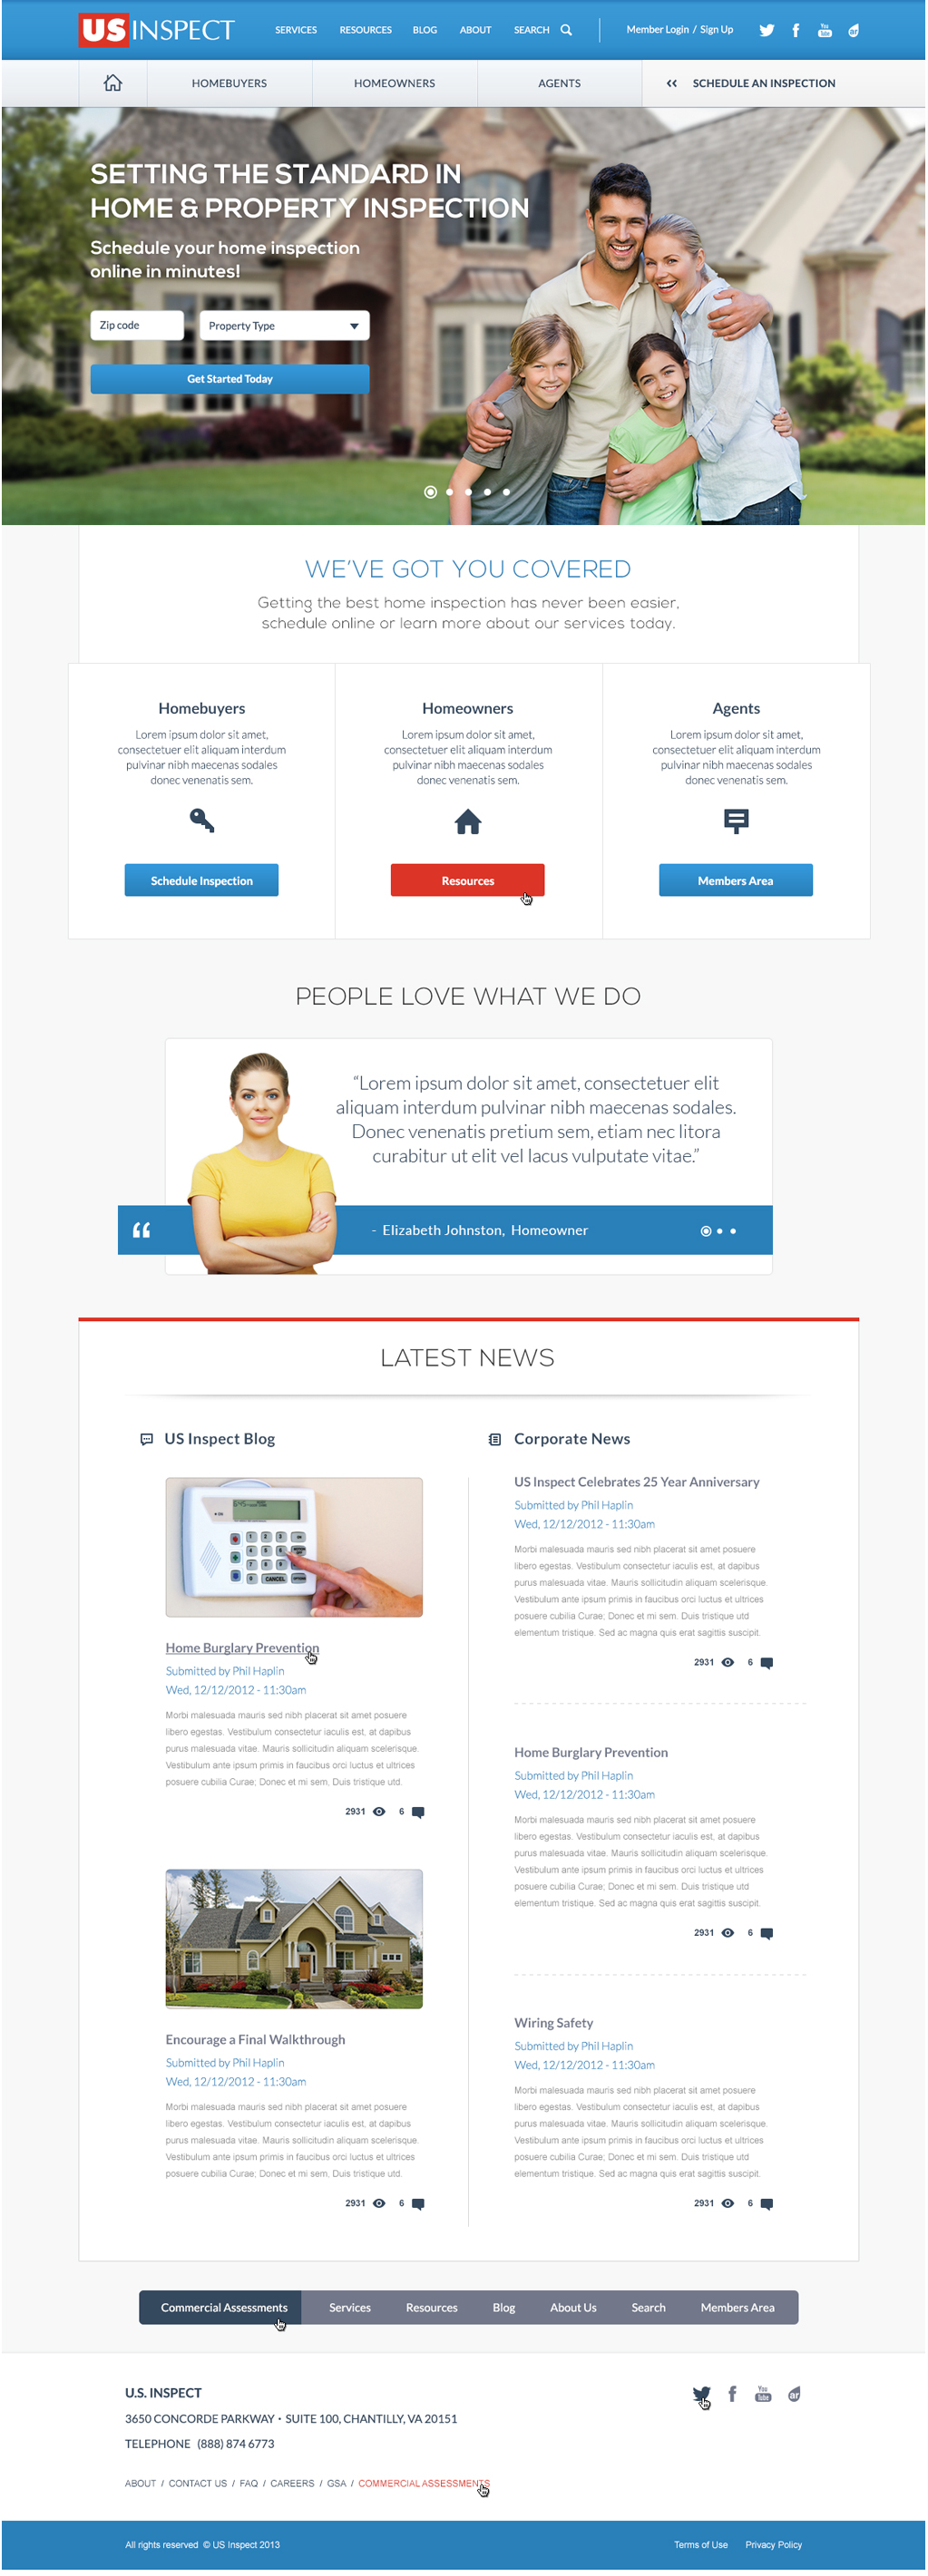 US INSPECT
SERVICES RESOURCES BLOG ABOUT SEARCH Member Login / Sign Up You Tube
HOMEBUYERS HOMEOWNERS AGENTS SCHEDULE AN INSPECTION
SETTING THE STANDARD IN
HOME & PROPERTY INSPECTION
Schedule your home inspection
online in minutes!
Zip code Property Type
Get Started Today
WE'VE GOT YOU COVERED
Getting the best home inspection has never been easier,
schedule online or learn more about our services today.
Homebuyers
Lorem ipsum dolor sit amet,
consectetuer elit aliquam interdum
pulvinar nibh maecenas sodales
donec venenatis sem.
Schedule Inspection
Homeowners
Lorem ipsum dolor sit amet,
consectetuer elit aliquam interdum
pulvinar nibh maecenas sodales
donec venenatis sem.
Resources
Agents
Lorem ipsum dolor sit amet,
consectetuer elit aliquam interdum
pulvinar nibh maecenas sodales
donec venenatis sem.
Members Area
PEOPLE LOVE WHAT WE DO
“Lorem ipsum dolor sit amet, consectetuer elit
aliquam interdum pulvinar nibh maecenas sodales.
Donec venenatis pretium sem, etiam nec litora
curabitur ut elit vel lacus vulputate vitae.”
- Elizabeth Johnston, Homeowner
LATEST NEWS
US Inspect Blog
CANCEL
Home Burglary Prevention
Submitted by Phil Haplin
Wed, 12/12/2012 - 11:30am
Morbi malesuada mauris sed nibh placerat sit amet posuere
libero egestas. Vestibulum consectetur iaculis est, at dapibus
purus malesuada vitae. Mauris sollicitudin aliquam scelerisque.
Vestibulum ante ipsum primis in faucibus orci luctus et ultrices
posuere cubilia Curae; Donec et mi sem. Duis tristique utd.
2931 6
Encourage a Final Walkthrough
Submitted by Phil Haplin
Wed, 12/12/2012 - 11:30am
Morbi malesuada mauris sed nibh placerat sit amet posuere
libero egestas. Vestibulum consectetur iaculis est, at dapibus
purus malesuada vitae. Mauris sollicitudin aliquam scelerisque.
Vestibulum ante ipsum primis in faucibus orci luctus et ultrices
posuere cubilia Curae; Donec et mi sem. Duis tristique utd.
2931 6
Corporate News
US Inspect Celebrates 25 Year Anniversary
Submitted by Phil Haplin
Wed, 12/12/2012 - 11:30am
Morbi malesuada mauris sed nibh placerat sit amet posuere
libero egestas. Vestibulum consectetur iaculis est, at dapibus
purus malesuada vitae. Mauris sollicitudin aliquam scelerisque.
Vestibulum ante ipsum primis in faucibus orci luctus et ultrices
posuere cubilia Curae; Donec et mi sem. Duis tristique utd
elementum tristique. Sed ac magna quis erat sagittis suscipit.
2931 6
Home Burglary Prevention
Submitted by Phil Haplin
Wed, 12/12/2012 - 11:30am
Morbi malesuada mauris sed nibh placerat sit amet posuere
libero egestas. Vestibulum consectetur iaculis est, at dapibus
purus malesuada vitae. Mauris sollicitudin aliquam scelerisque.
Vestibulum ante ipsum primis in faucibus orci luctus et ultrices
posuere cubilia Curae; Donec et mi sem. Duis tristique utd
elementum tristique. Sed ac magna quis erat sagittis suscipit.
2931 6
Wiring Safety
Submitted by Phil Haplin
Wed, 12/12/2012 - 11:30am
Morbi malesuada mauris sed nibh placerat sit amet posuere
libero egestas. Vestibulum consectetur iaculis est, at dapibus
purus malesuada vitae. Mauris sollicitudin aliquam scelerisque.
Vestibulum ante ipsum primis in faucibus orci luctus et ultrices
posuere cubilia Curae; Donec et mi sem. Duis tristique utd
elementum tristique. Sed ac magna quis erat sagittis suscipit.
2931 6
Commercial Assessments Services Resources Blog About Us Search Members Area
U.S. INSPECT You Tube
3650 CONCORDE PARKWAY · SUITE 100, CHANTILLY, VA 20151
TELEPHONE (888) 874 6773
ABOUT / CONTACT US / FAQ / CAREERS / GSA / COMMERCIAL ASSESSMENTS
All rights reserved © US Inspect 2013 Terms of Use Privacy Policy